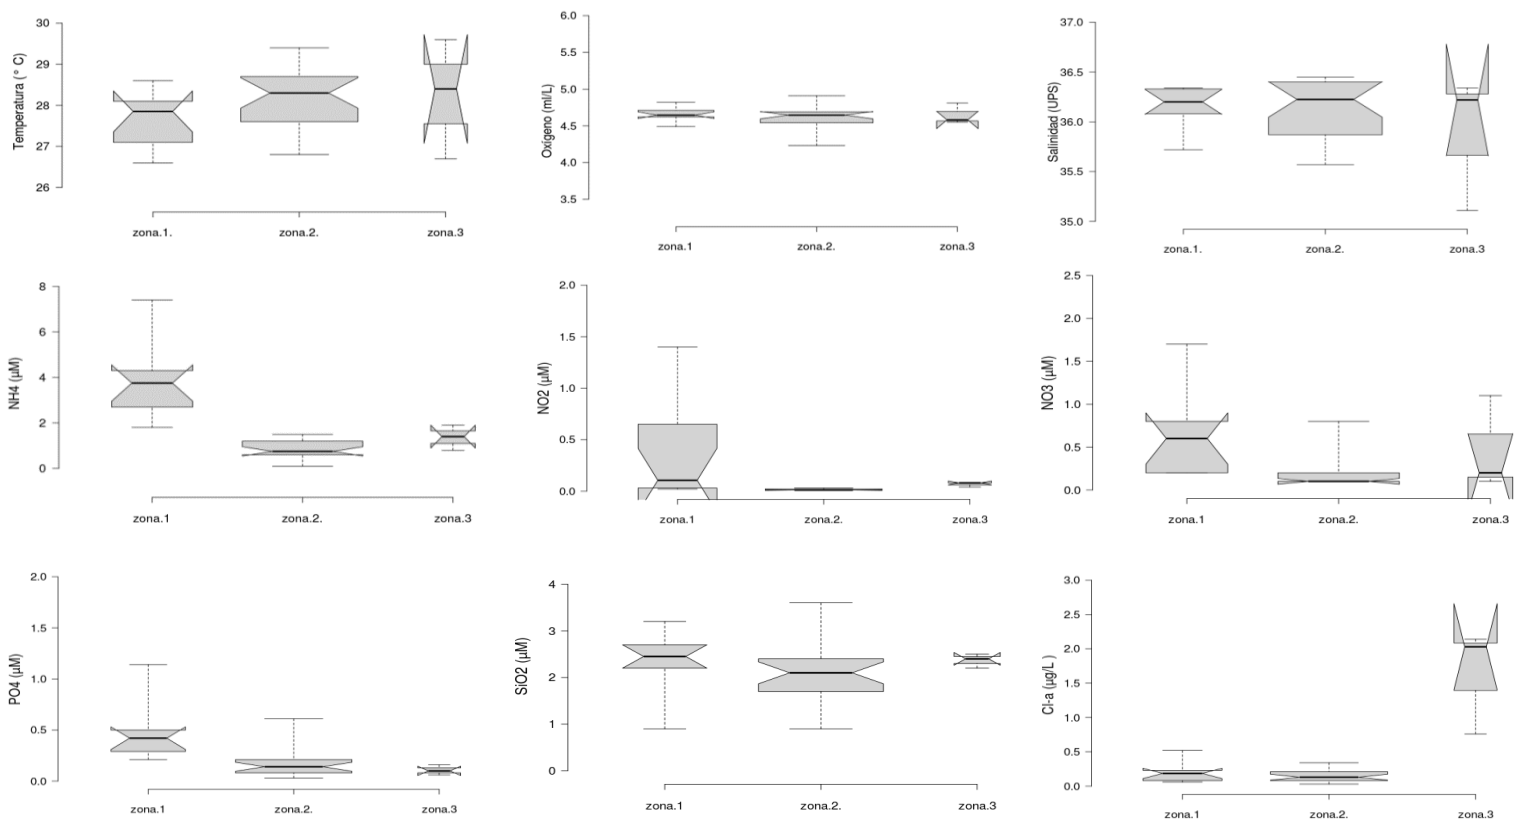 Temperatura (° C)
30
29
28
27
26
zona.1.
zona.2.
zona.3
Oxigeno (ml/L)
6.0
5.5
5.0
4.5
4.0
3.5
zona.1
zona.2.
zona.3
Salinidad (UPS)
37.0
36.5
36.0
35.5
35.0
zona.1.
zona.2.
zona.3
NH4 (µM)
8
6
4
2
0
zona.1
zona.2.
zona.3
NO2 (µM)
2.0
1.5
1.0
0.5
0.0
zona.1
zona.2.
zona.3
NO3 (µM)
2.5
2.0
1.5
1.0
0.5
0.0
zona.1
zona.2.
zona.3
PO4 (µM)
2.0
1.5
1.0
0.5
0.0
zona.1
zona.2.
zona.3
SiO2 (µM)
4
3
2
1
0
zona.1
zona.2.
zona.3
Cl-a (µg/L )
3.0
2.5
2.0
1.5
1.0
0.5
0.0
zona.1
zona.2.
zona.3